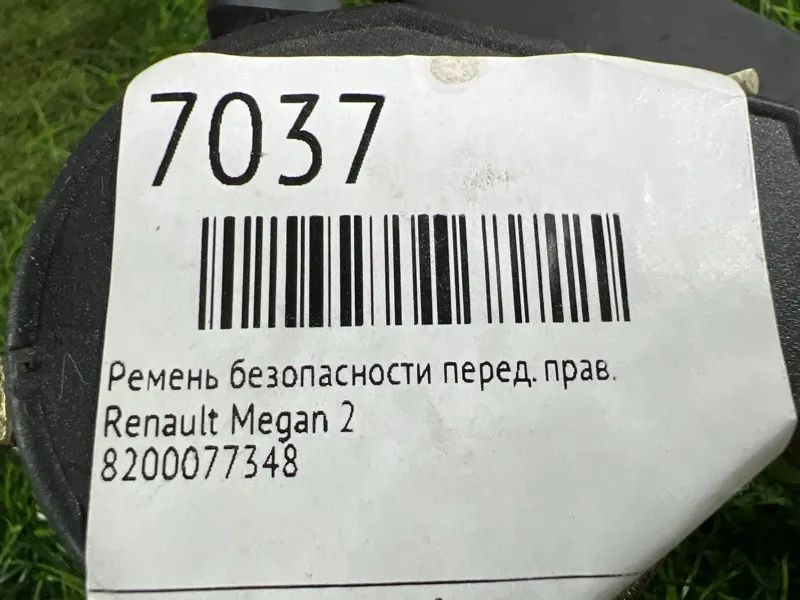 7037
Ремень безопасности перед. прав.
Renault Megan 2
8200077348